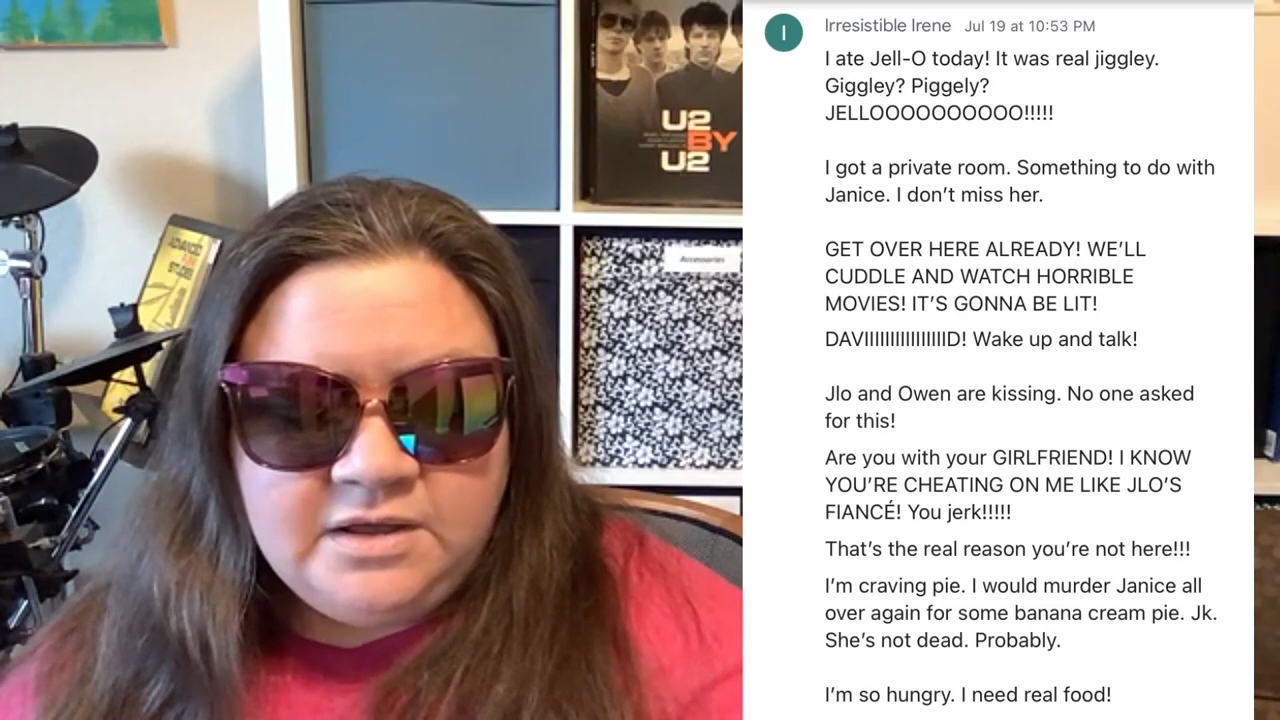 U2
BY
U2
ADVANCED
STUDIES
Accessories
I
Irresistible Irene Jul 19 at 10:53 PM
I ate Jell-O today! It was real jiggley.
Giggley? Piggely?
JELLOOOOOOOOOO!!!!!
I got a private room. Something to do with
Janice. I don’t miss her.
GET OVER HERE ALREADY! WE’LL
CUDDLE AND WATCH HORRIBLE
MOVIES! IT’S GONNA BE LIT!
DAVIIIIIIIIIIIIIIIID! Wake up and talk!
Jlo and Owen are kissing. No one asked
for this!
Are you with your GIRLFRIEND! I KNOW
YOU’RE CHEATING ON ME LIKE JLO’S
FIANCÉ! You jerk!!!!!
That’s the real reason you’re not here!!!
I’m craving pie. I would murder Janice all
over again for some banana cream pie. Jk.
She’s not dead. Probably.
I’m so hungry. I need real food!